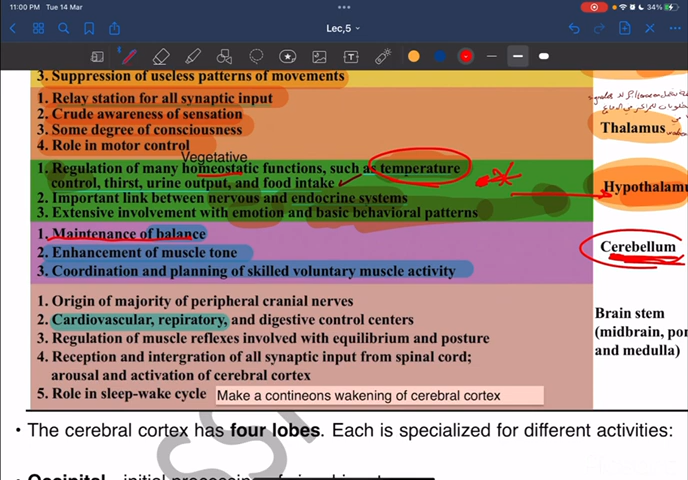 11:00 PM Tue 14 Mar
34%
Lec,5
3. Suppression of useless patterns of movements
1. Relay station for all synaptic input
2. Crude awareness of sensation
3. Some degree of consciousness
4. Role in motor control
Thalamus
Vegetative
1. Regulation of many homeostatic functions, such as temperature
control, thirst, urine output, and food intake
2. Important link between nervous and endocrine systems
3. Extensive involvement with emotion and basic behavioral patterns
Hypothalamu
1. Maintenance of balance
2. Enhancement of muscle tone
3. Coordination and planning of skilled voluntary muscle activity
Cerebellum
1. Origin of majority of peripheral cranial nerves
2. Cardiovascular, repiratory, and digestive control centers
3. Regulation of muscle reflexes involved with equilibrium and posture
4. Reception and intergration of all synaptic input from spinal cord;
arousal and activation of cerebral cortex
5. Role in sleep-wake cycle Make a contineons wakening of cerebral cortex
Brain stem
(midbrain, pon
and medulla)
• The cerebral cortex has four lobes. Each is specialized for different activities: